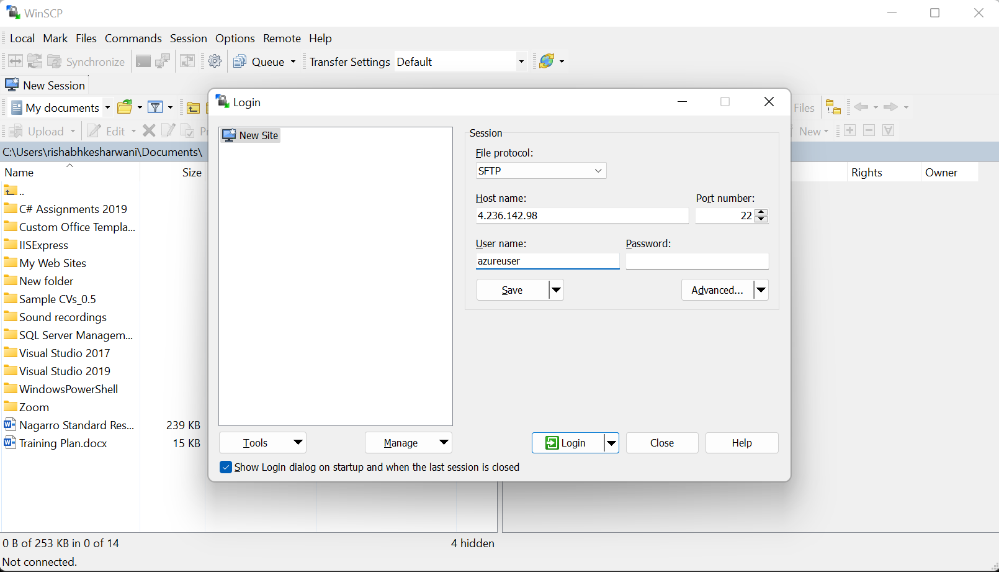 WinSCP
Local Mark Files Commands Session Options Remote Help
Synchronize Queue Transfer Settings Default
New Session
My documents
Upload Edit
C:\Users\rishabhkesharwani\Documents\
Name Size
..
C# Assignments 2019
Custom Office Templa...
IISExpress
My Web Sites
New folder
Sample CVs_0.5
Sound recordings
SQL Server Managem...
Visual Studio 2017
Visual Studio 2019
WindowsPowerShell
Zoom
Nagarro Standard Res... 239 KB
Training Plan.docx 15 KB
Login
New Site
Session
File protocol:
SFTP
Host name: Port number:
4.236.142.98 22
User name: Password:
azureuser
Save Advanced...
Tools Manage Login Close Help
Show Login dialog on startup and when the last session is closed
Files
New
Rights Owner
0 B of 253 KB in 0 of 14 4 hidden
Not connected.